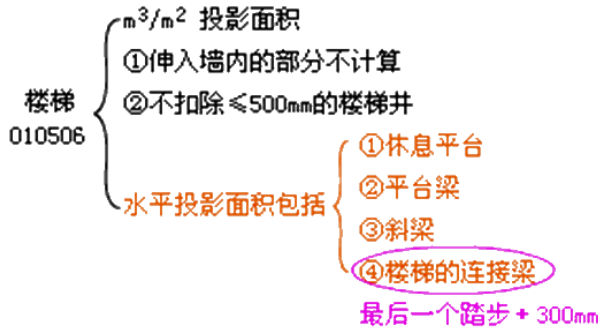 m³/m² 投影面积
①伸入墙内的部分不计算
②不扣除≤500mm的楼梯井
楼梯
010506
水平投影面积包括
①休息平台
②平台梁
③斜梁
④楼梯的连接梁
最后一个踏步+300mm